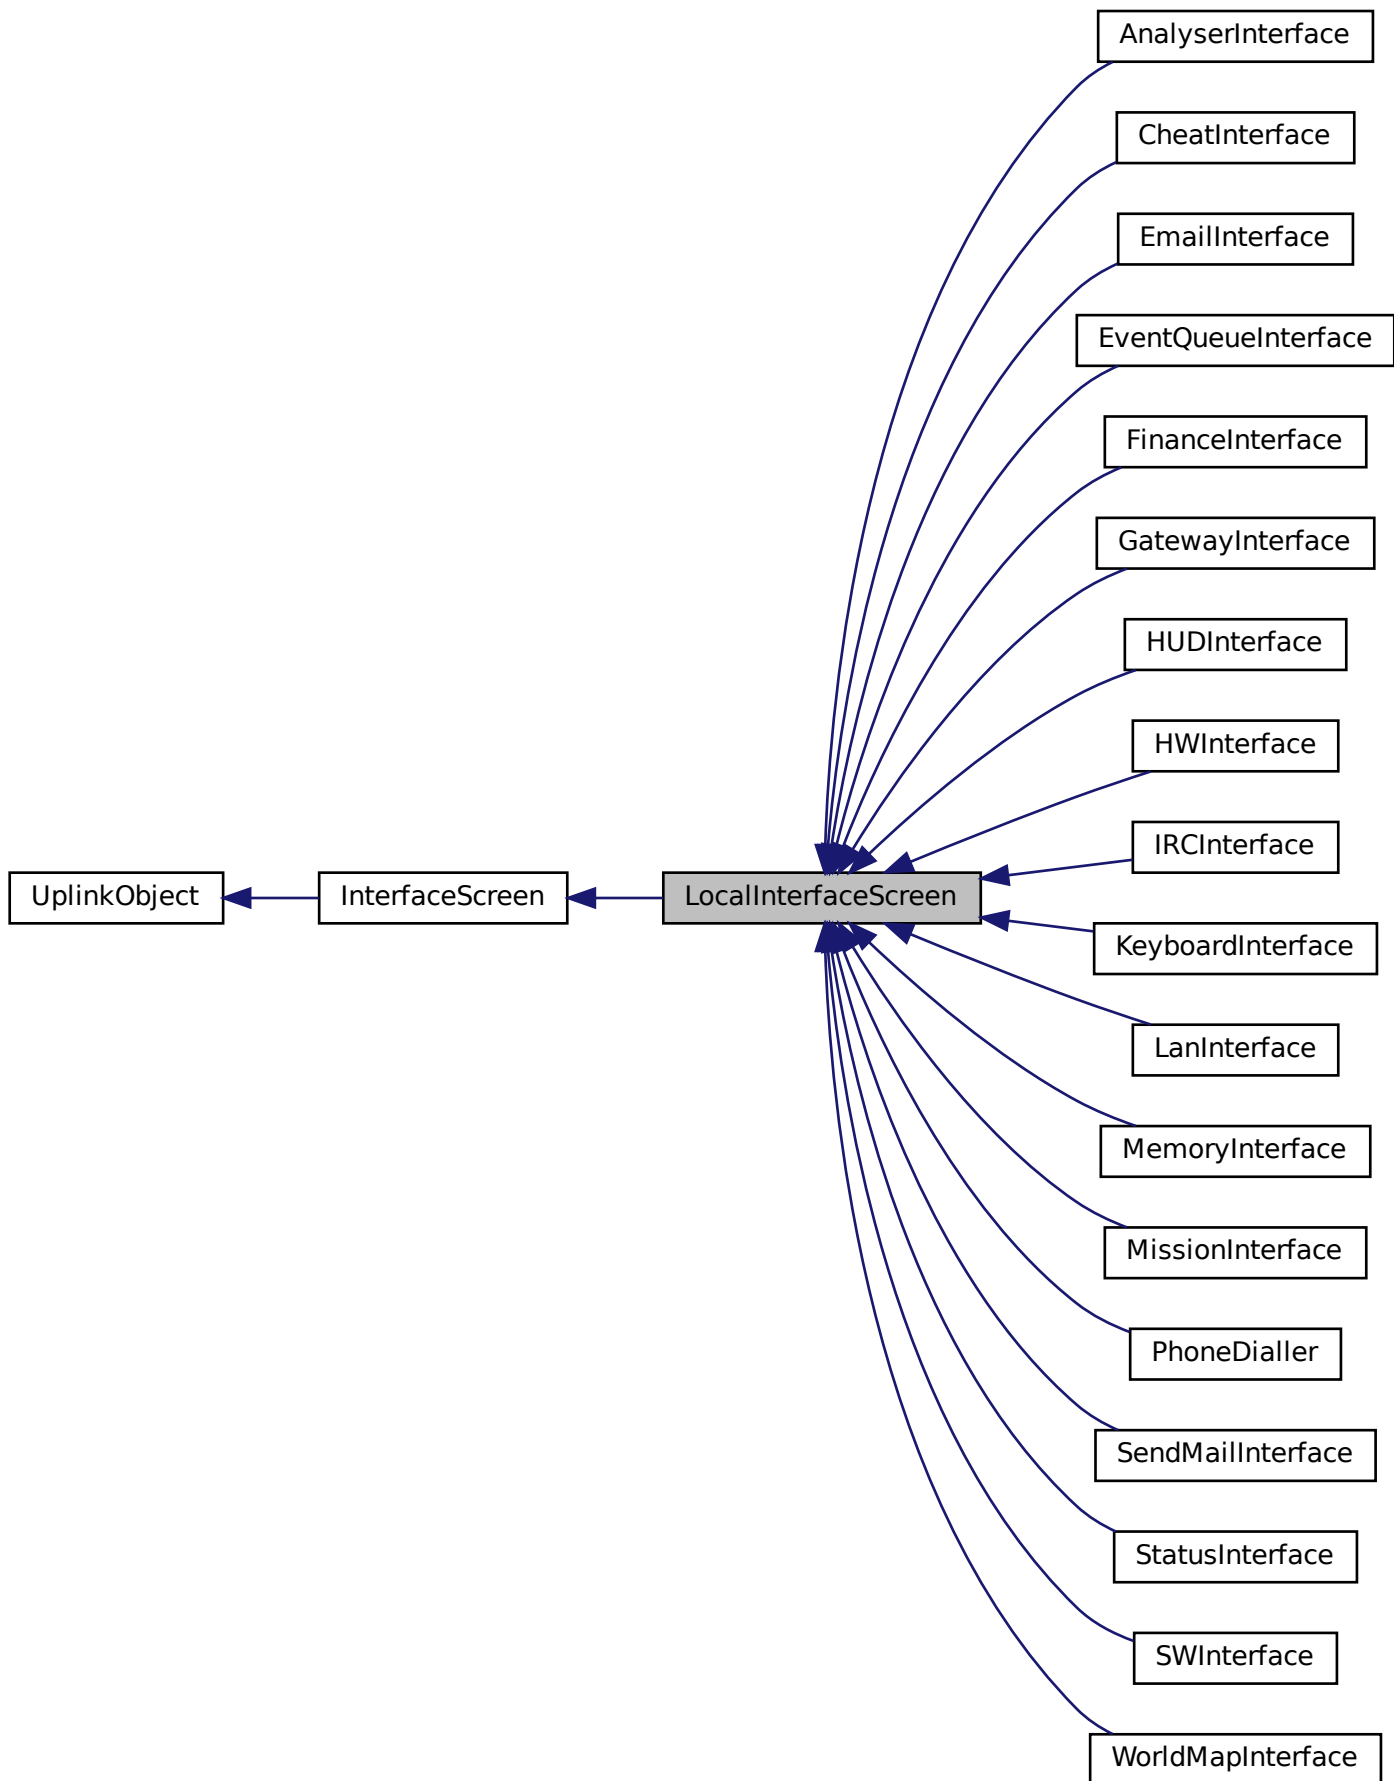 AnalyserInterface
CheatInterface
EmailInterface
EventQueueInterface
FinanceInterface
GatewayInterface
HUDInterface
HWInterface
IRCInterface
UplinkObject
InterfaceScreen
LocalInterfaceScreen
KeyboardInterface
LanInterface
MemoryInterface
MissionInterface
PhoneDialler
SendMailInterface
StatusInterface
SWInterface
WorldMapInterface